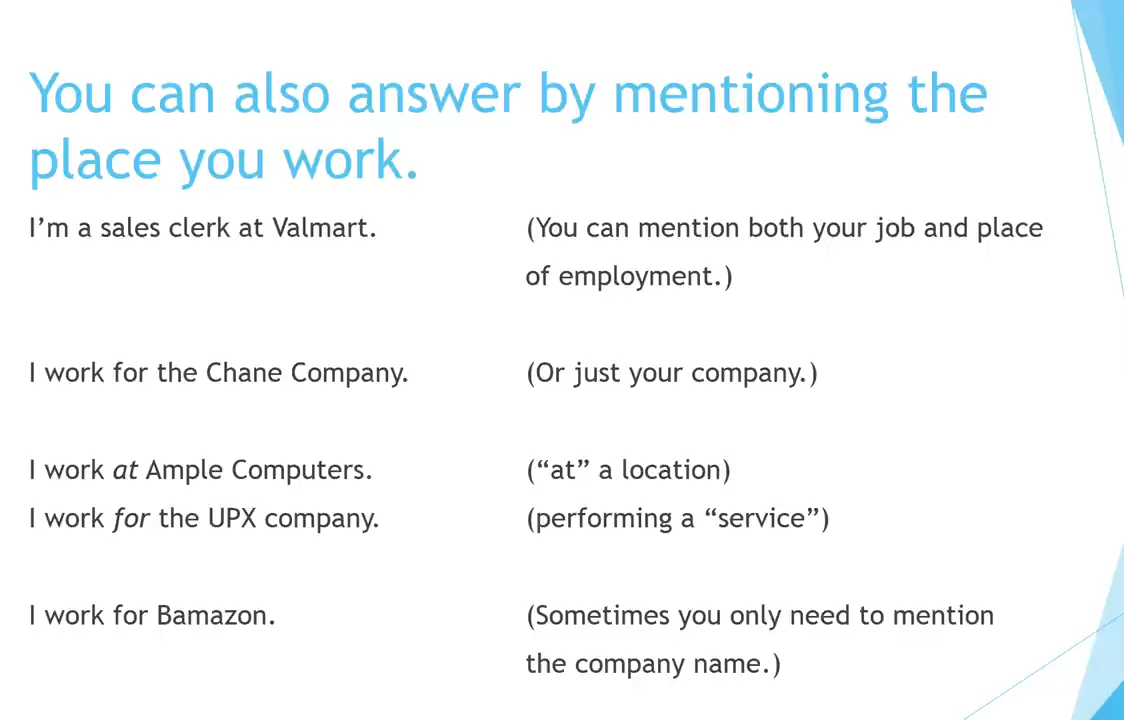 You can also answer by mentioning the
place you work.
I’m a sales clerk at Valmart. (You can mention both your job and place
of employment.)
I work for the Chane Company. (Or just your company.)
I work at Ample Computers. (“at” a location)
I work for the UPX company. (performing a “service”)
I work for Bamazon. (Sometimes you only need to mention
the company name.)